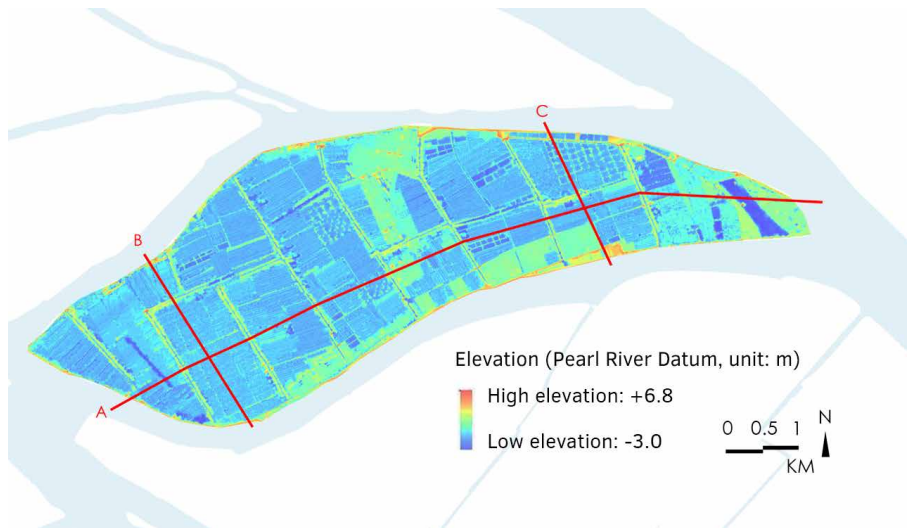 C
B
A
Elevation (Pearl River Datum, unit: m)
High elevation: +6.8
Low elevation: -3.0
0 0.5 1
KM
N